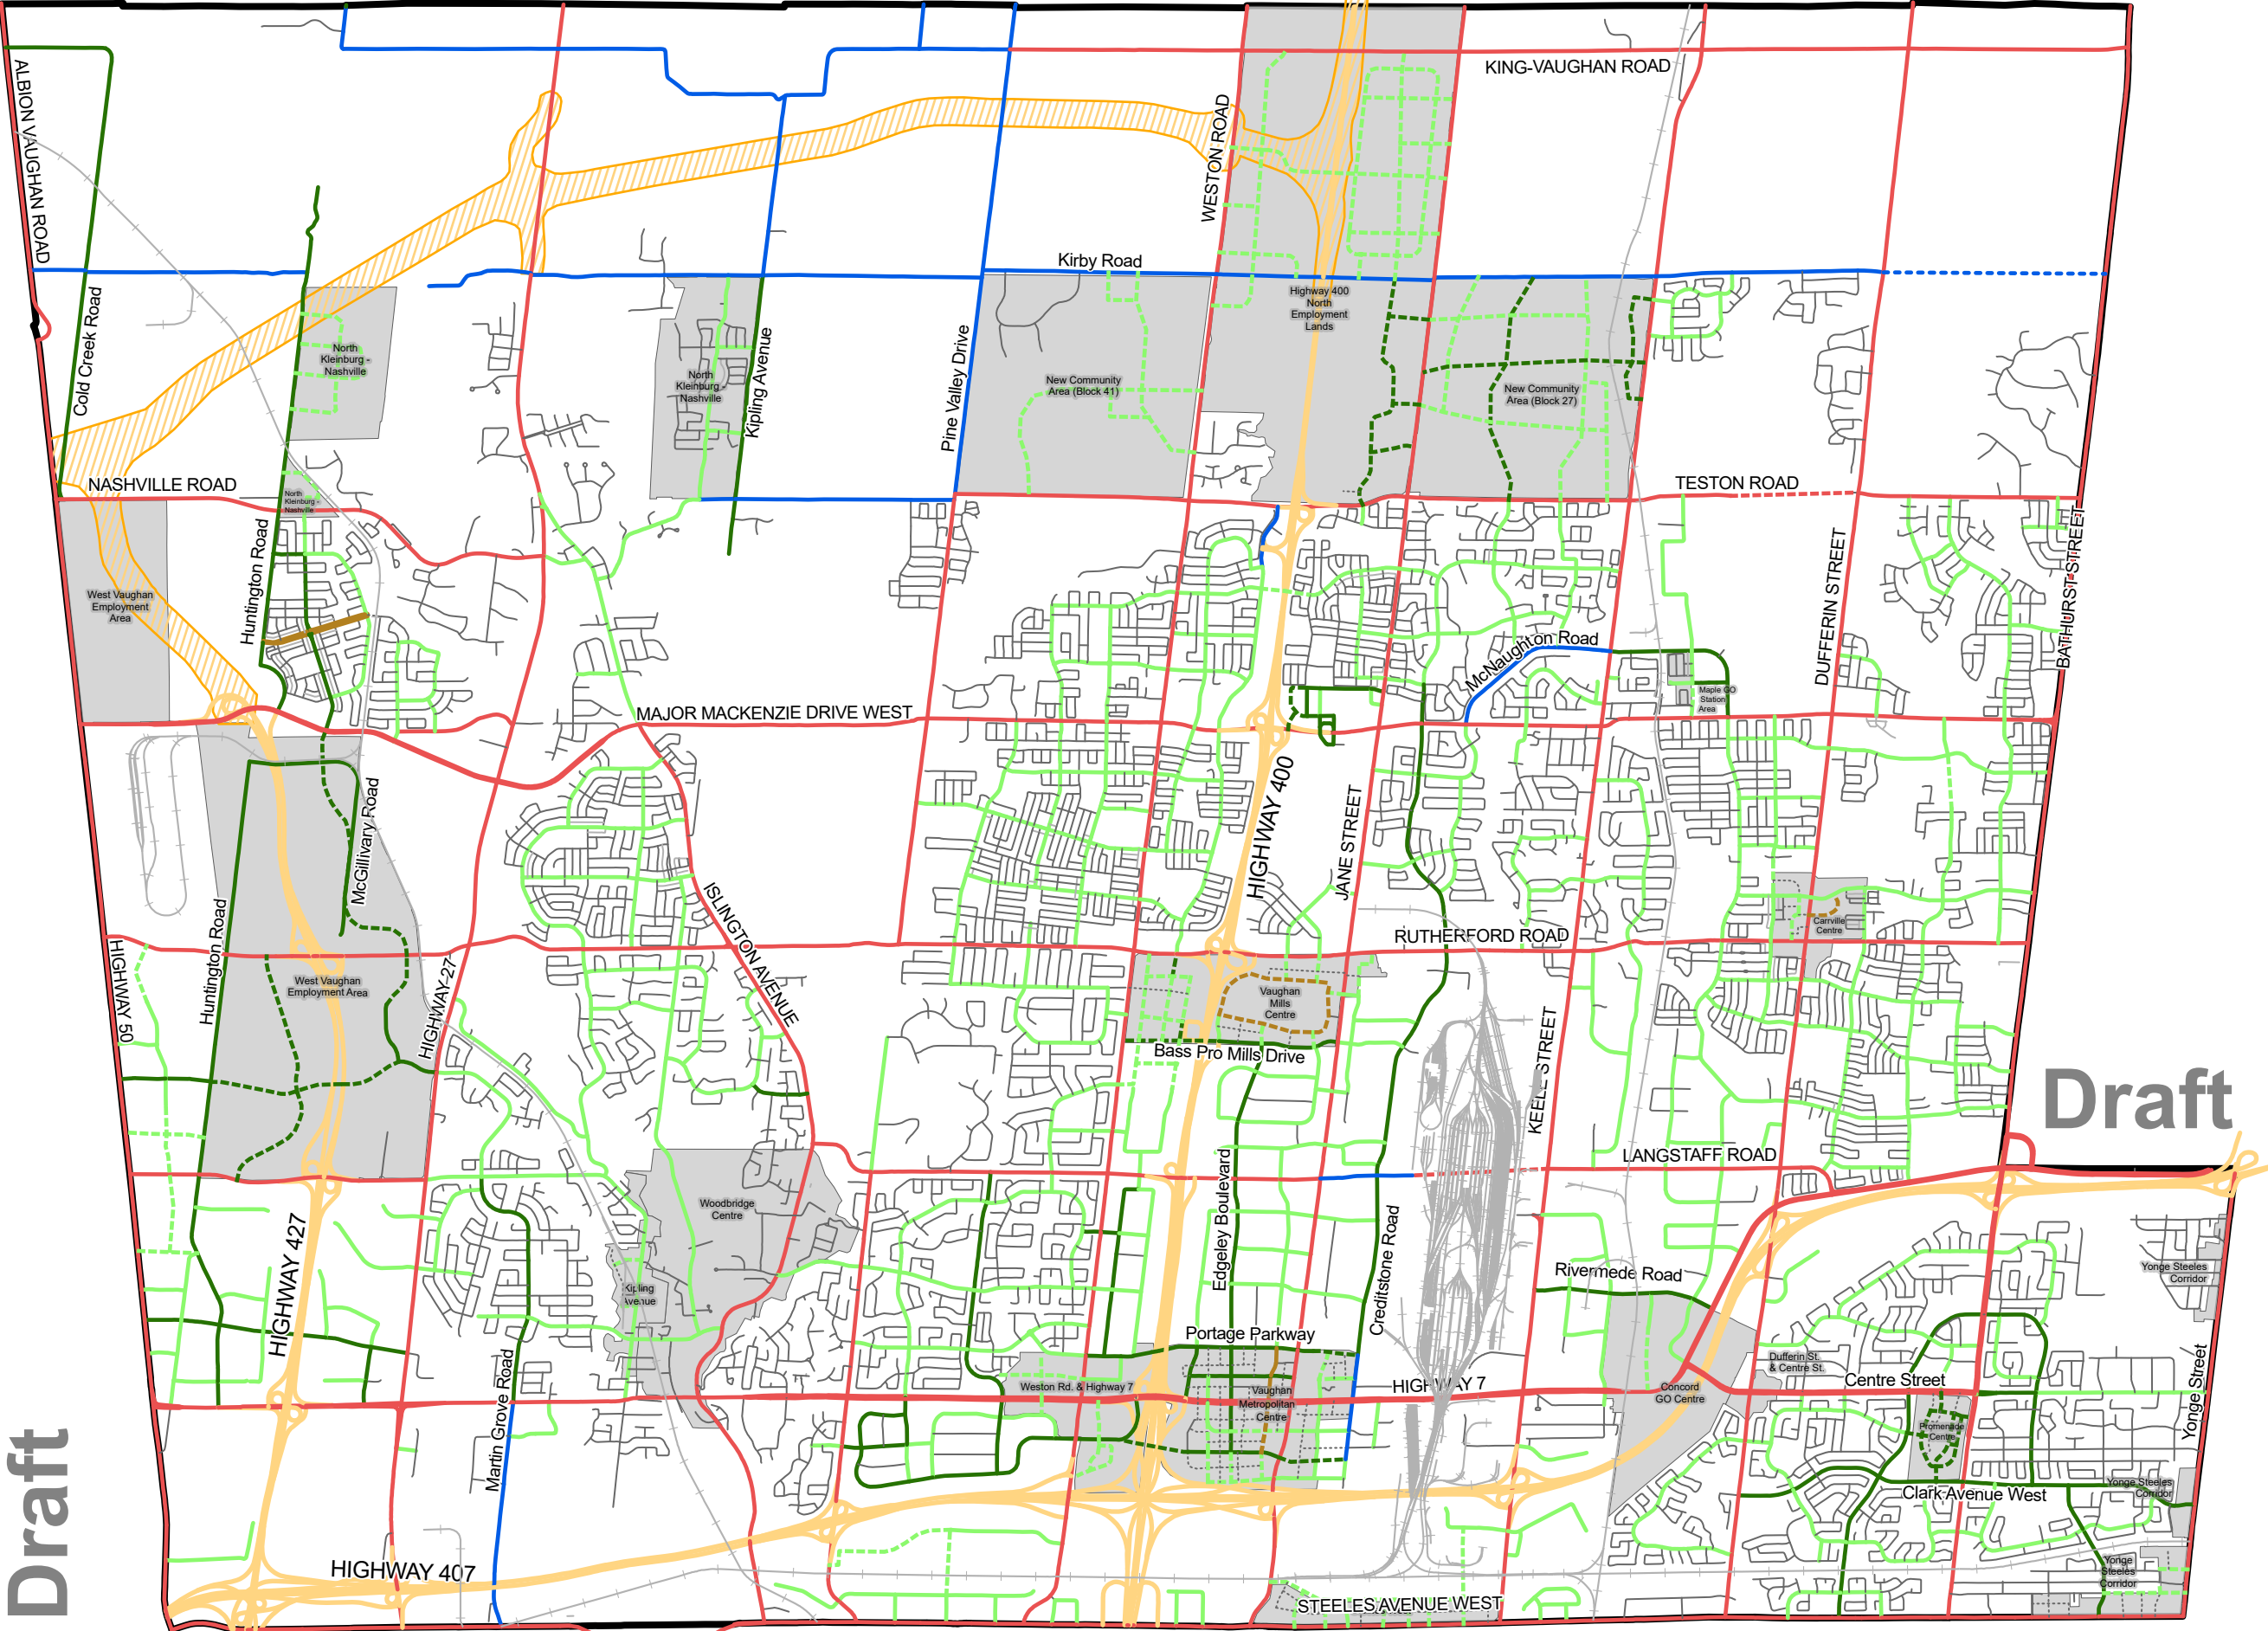 KING-VAUGHAN ROAD
ALBION VAUGHAN ROAD
WESTON ROAD
Kirby Road
Highway 400
North
Employment
Lands
Cold Creek Road
North
Kleinburg -
Nashville
North
Kleinburg -
Nashville
Kipling Avenue
Pine Valley Drive
New Community
Area (Block 41)
New Community
Area (Block 27)
NASHVILLE ROAD
North
Kleinburg -
Nashville
TESTON ROAD
Huntington Road
West Vaughan
Employment
Area
DUFFERIN STREET
BATHURST STREET
McNaughton Road
Maple GO
Station
Area
MAJOR MACKENZIE DRIVE WEST
HIGHWAY 400
McGillivary Road
JANE STREET
ISLINGTON AVENUE
Huntington Road
HIGHWAY 50
Carrville
Centre
RUTHERFORD ROAD
West Vaughan
Employment Area
HIGHWAY 27
Vaughan
Mills
Centre
Bass Pro Mills Drive
KEELE STREET
Draft
LANGSTAFF ROAD
Woodbridge
Centre
Edgeley Boulevard
Creditstone Road
HIGHWAY 427
Kipling
Avenue
Rivermede Road
Yonge Steeles
Corridor
Portage Parkway
Martin Grove Road
Weston Rd. & Highway 7
Vaughan
Metropolitan
Centre
HIGHWAY 7
Dufferin St.
& Centre St.
Concord
GO Centre
Centre Street
Yonge Street
Promenade
Centre
Draft
Yonge Steeles
Corridor
Clark Avenue West
HIGHWAY 407
Yonge
Steeles
Corridor
STEELES AVENUE WEST